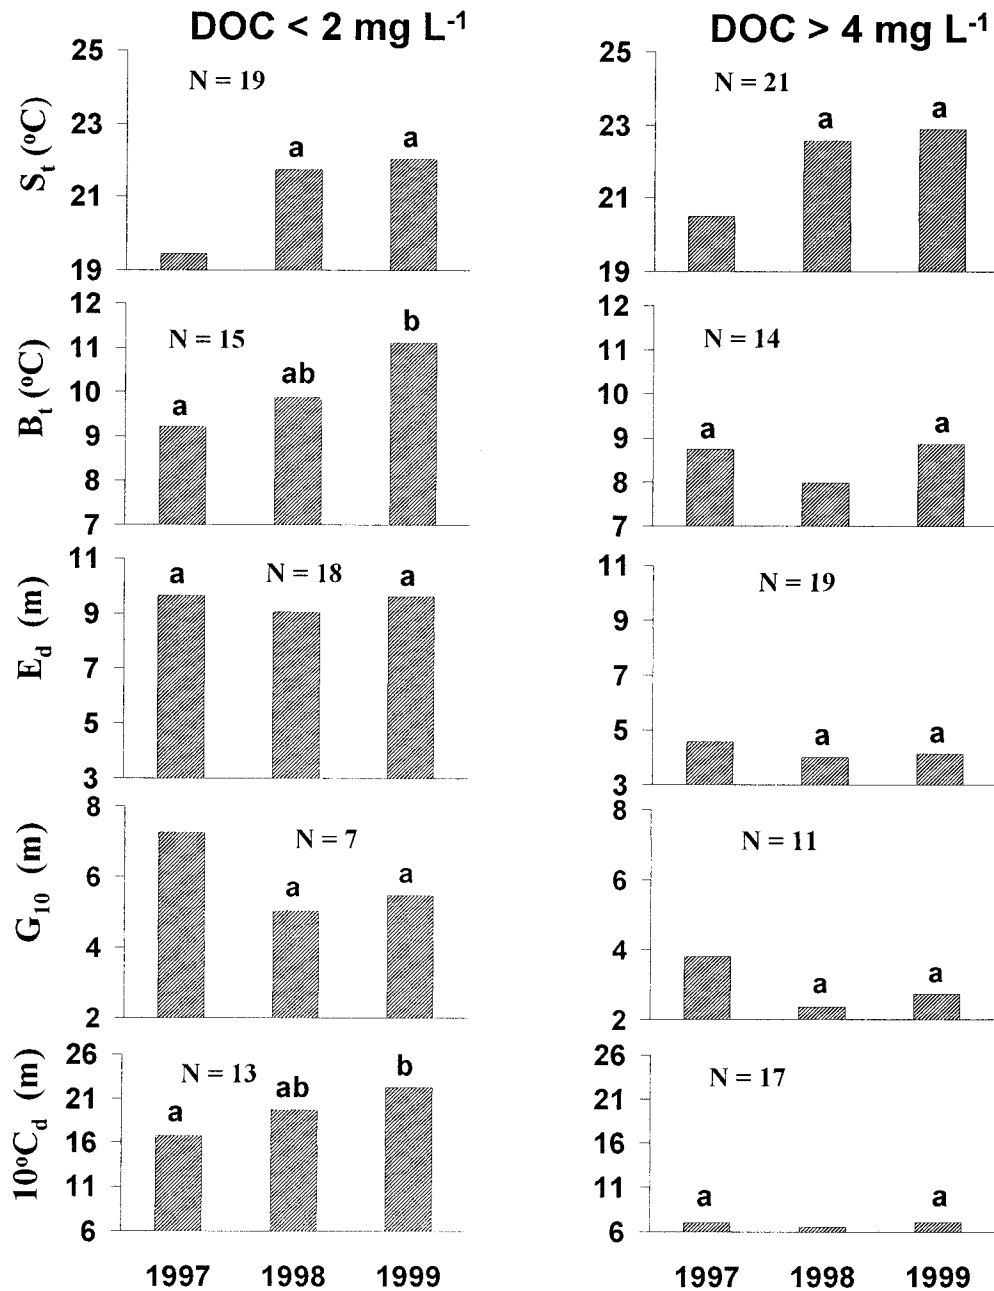 DOC < 2 mg L-1
DOC > 4 mg L-1
St (oC)
25
23
21
19
N = 19
a
a
25
23
21
19
N = 21
a
a
Bt (oC)
12
11
10
9
8
7
N = 15
a
ab
b
12
11
10
9
8
7
N = 14
a
a
Ed (m)
11
9
7
5
3
N = 18
a
a
11
9
7
5
3
N = 19
a
a
G10 (m)
8
6
4
2
N = 7
a
a
8
6
4
2
N = 11
a
a
10oCd (m)
26
21
16
11
6
N = 13
a
ab
b
26
21
16
11
6
N = 17
a
a
1997 1998 1999
1997 1998 1999